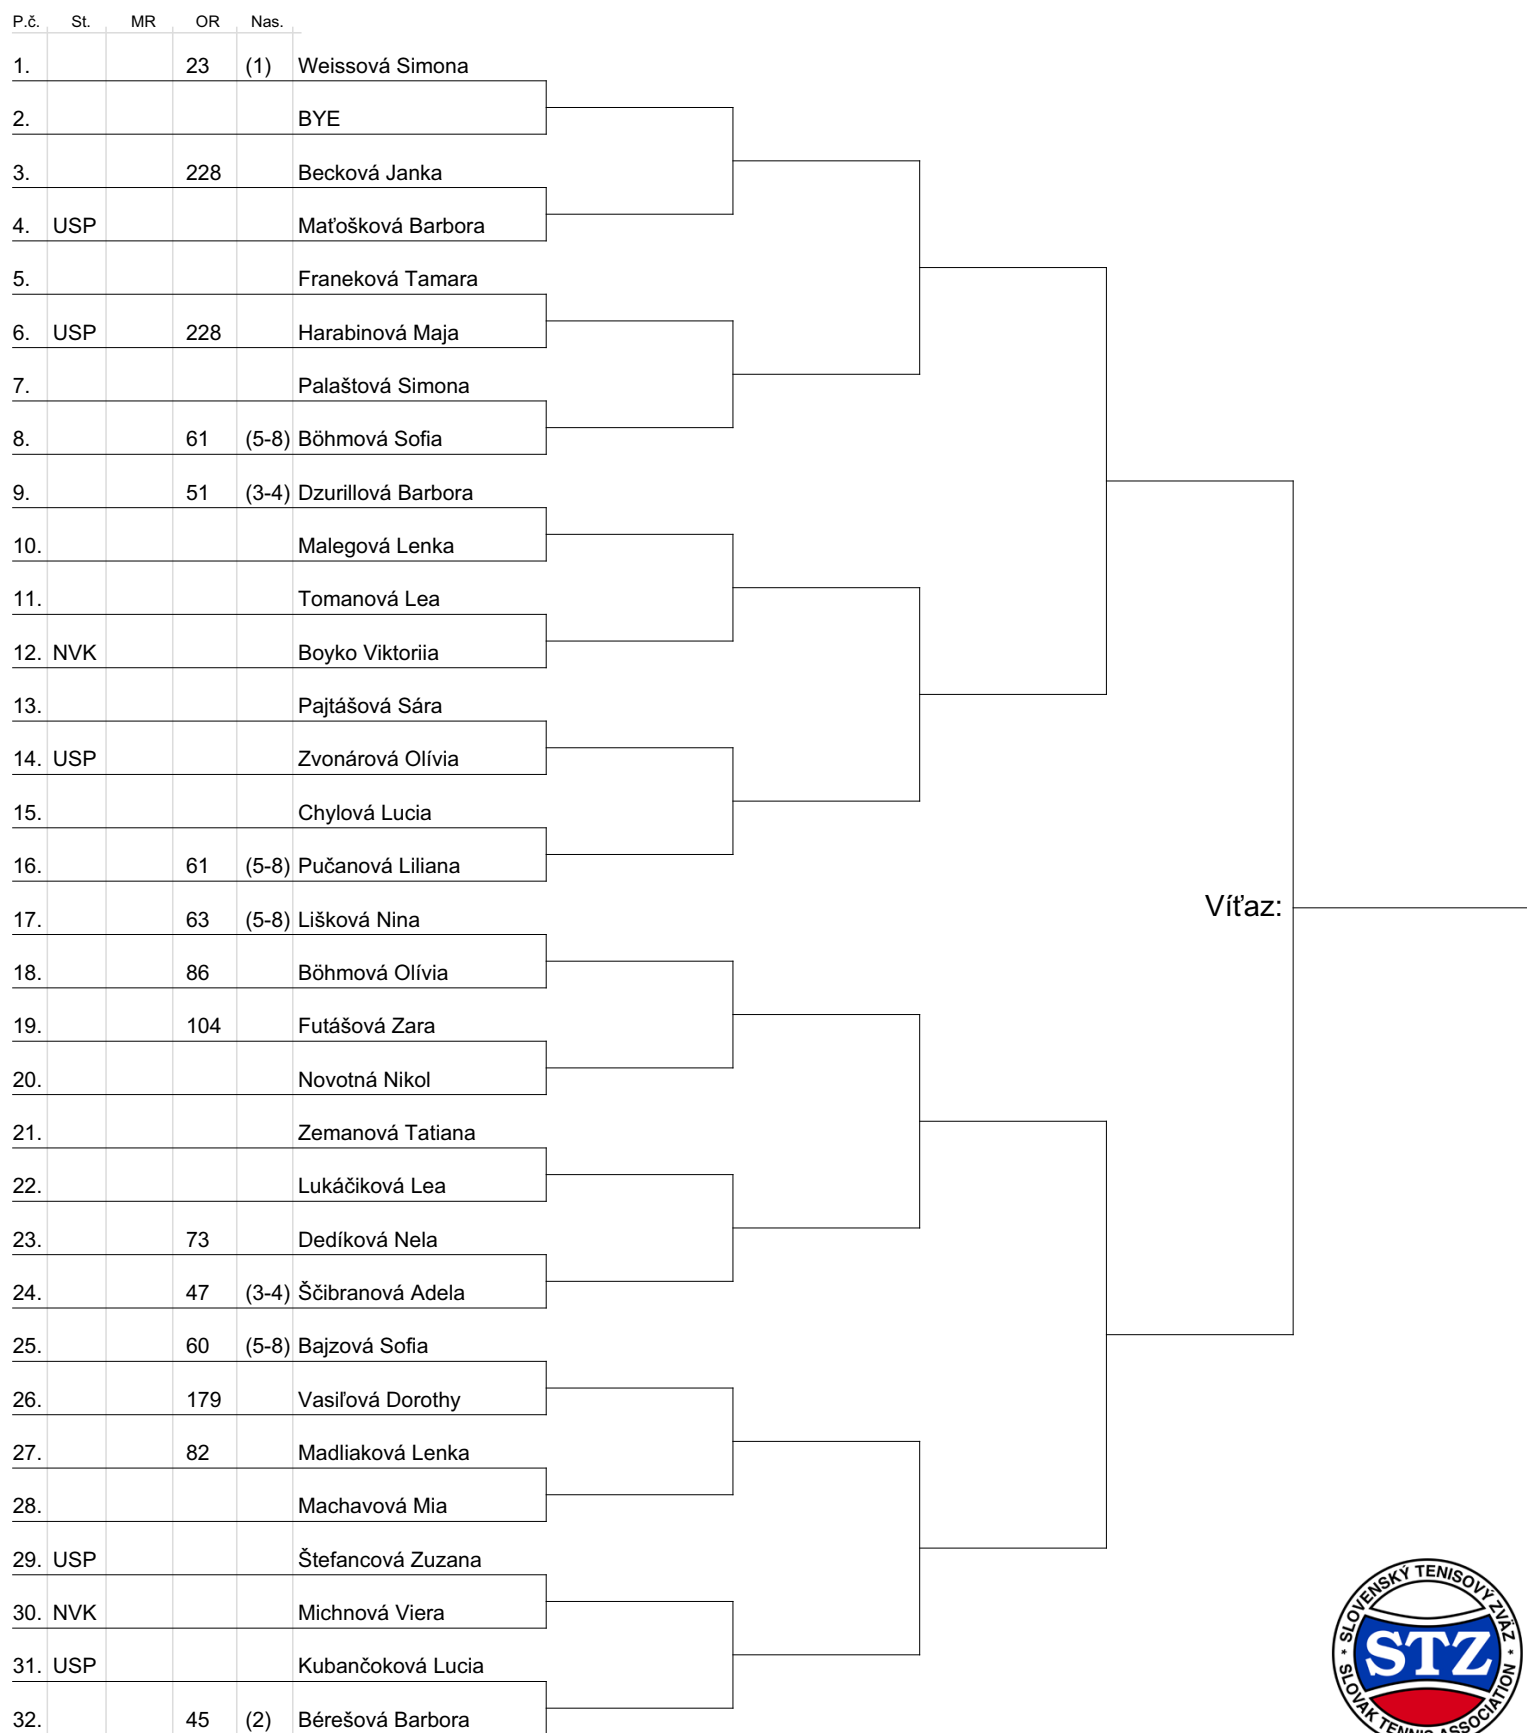 P.č. St. MR OR Nas.
1. 23 (1) Weissová Simona
2. BYE
3. 228 Becková Janka
4. USP Maťošková Barbora
5. Franeková Tamara
6. USP 228 Harabinová Maja
7. Palaštová Simona
8. 61 (5-8) Böhmová Sofia
9. 51 (3-4) Dzurillová Barbora
10. Malegová Lenka
11. Tomanová Lea
12. NVK Boyko Viktoriia
13. Pajtášová Sára
14. USP Zvonárová Olívia
15. Chylová Lucia
16. 61 (5-8) Pučanová Liliana
Víťaz:
17. 63 (5-8) Lišková Nina
18. 86 Böhmová Olívia
19. 104 Futášová Zara
20. Novotná Nikol
21. Zemanová Tatiana
22. Lukáčiková Lea
23. 73 Dedíková Nela
24. 47 (3-4) Ščibranová Adela
25. 60 (5-8) Bajzová Sofia
26. 179 Vasiľová Dorothy
27. 82 Madliaková Lenka
28. Machavová Mia
29. USP Štefancová Zuzana
30. NVK Michnová Viera
31. USP Kubančoková Lucia
32. 45 (2) Bérešová Barbora
SLOVENSKÝ TENISOVÝ ZVÄZ
STZ
SLOVAK TENNIS ASSOCIATION